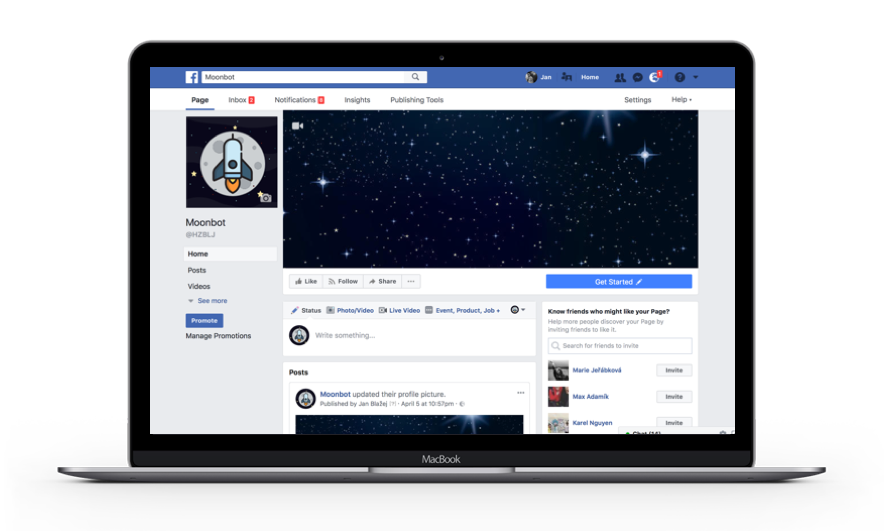 Moonbot
Jan
Home
1
Page
Inbox 2
Notifications 4
Insights
Publishing Tools
Settings
Help
Moonbot
@HZBLJ
Home
Posts
Videos
See more
Promote
Manage Promotions
Like
Follow
Share
Get Started
Status
Photo/Video
Live Video
Event, Product, Job +
Write something...
Know friends who might like your Page?
Help more people discover your Page by
inviting friends to like it.
Search for friends to invite
Marie Jeřábková
Invite
Max Adamík
Invite
Karel Nguyen
Invite
Posts
Moonbot updated their profile picture.
Published by Jan Blažej [?] · April 5 at 10:57pm ·
MacBook